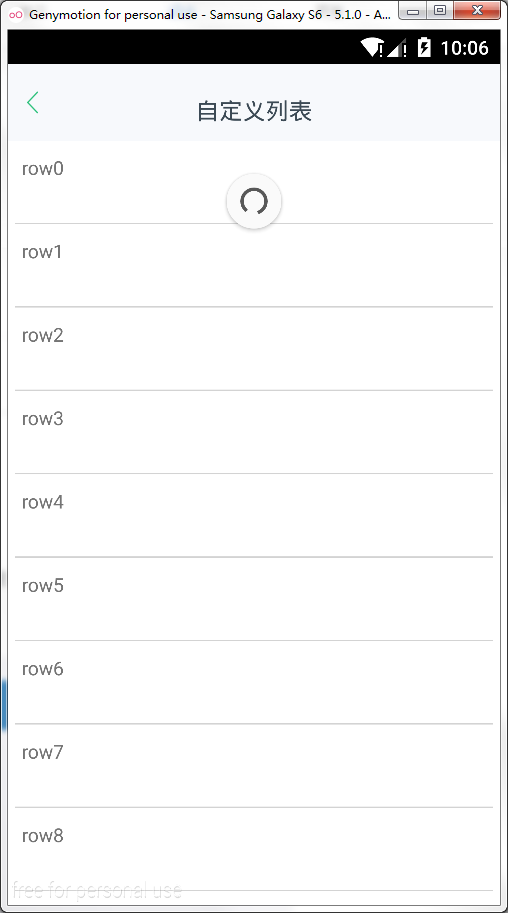 Genymotion for personal use - Samsung Galaxy S6 - 5.1.0 - A...
10:06
自定义列表
row0
row1
row2
row3
row4
row5
row6
row7
row8
free for personal use